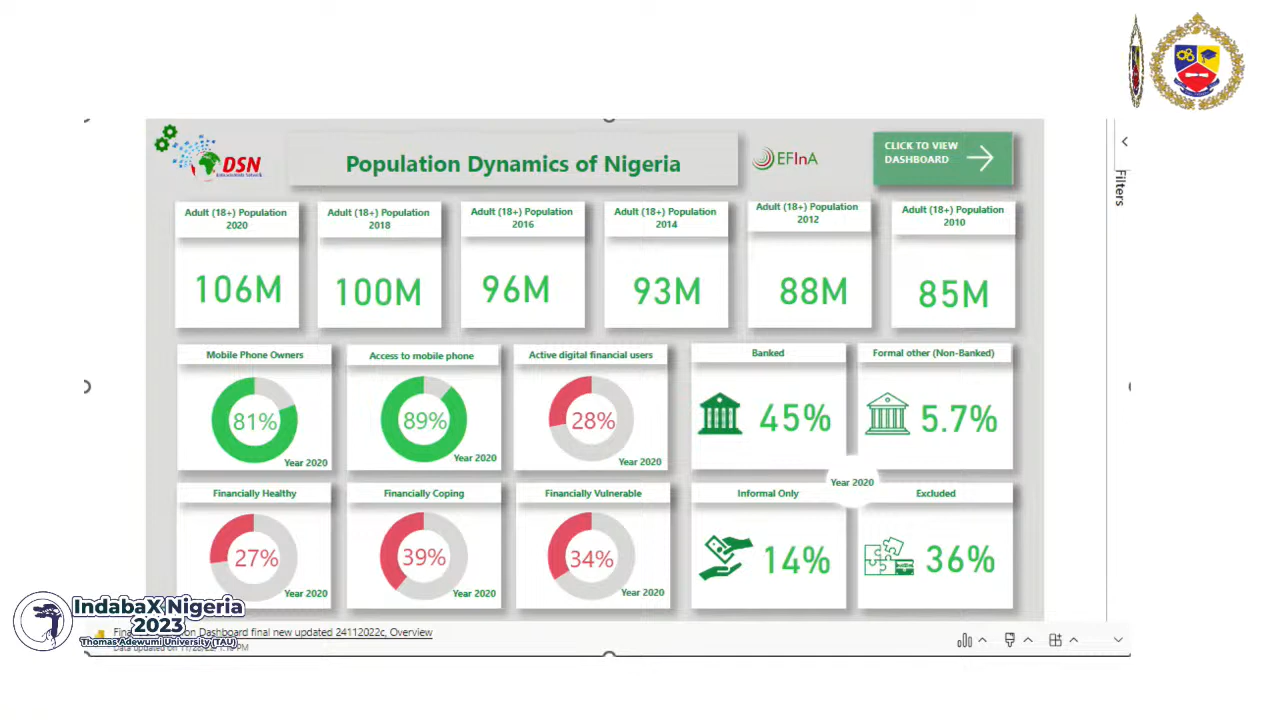 DSN
Population Dynamics of Nigeria
EFInA
CLICK TO VIEW
DASHBOARD
Filters
Adult (18+) Population
2020
106M
Adult (18+) Population
2018
100M
Adult (18+) Population
2016
96M
Adult (18+) Population
2014
93M
Adult (18+) Population
2012
88M
Adult (18+) Population
2010
85M
Mobile Phone Owners
81%
Year 2020
Access to mobile phone
89%
Year 2020
Active digital financial users
28%
Year 2020
Banked
45%
Formal other (Non-Banked)
5.7%
Year 2020
Financially Healthy
27%
Year 2020
Financially Coping
39%
Year 2020
Financially Vulnerable
34%
Year 2020
Informal Only
14%
Excluded
36%
IndabaX Nigeria
2023
Thomas Adewumi University (TAU)
on Dashboard final new updated 24112022c, Overview
Data updated on
PM